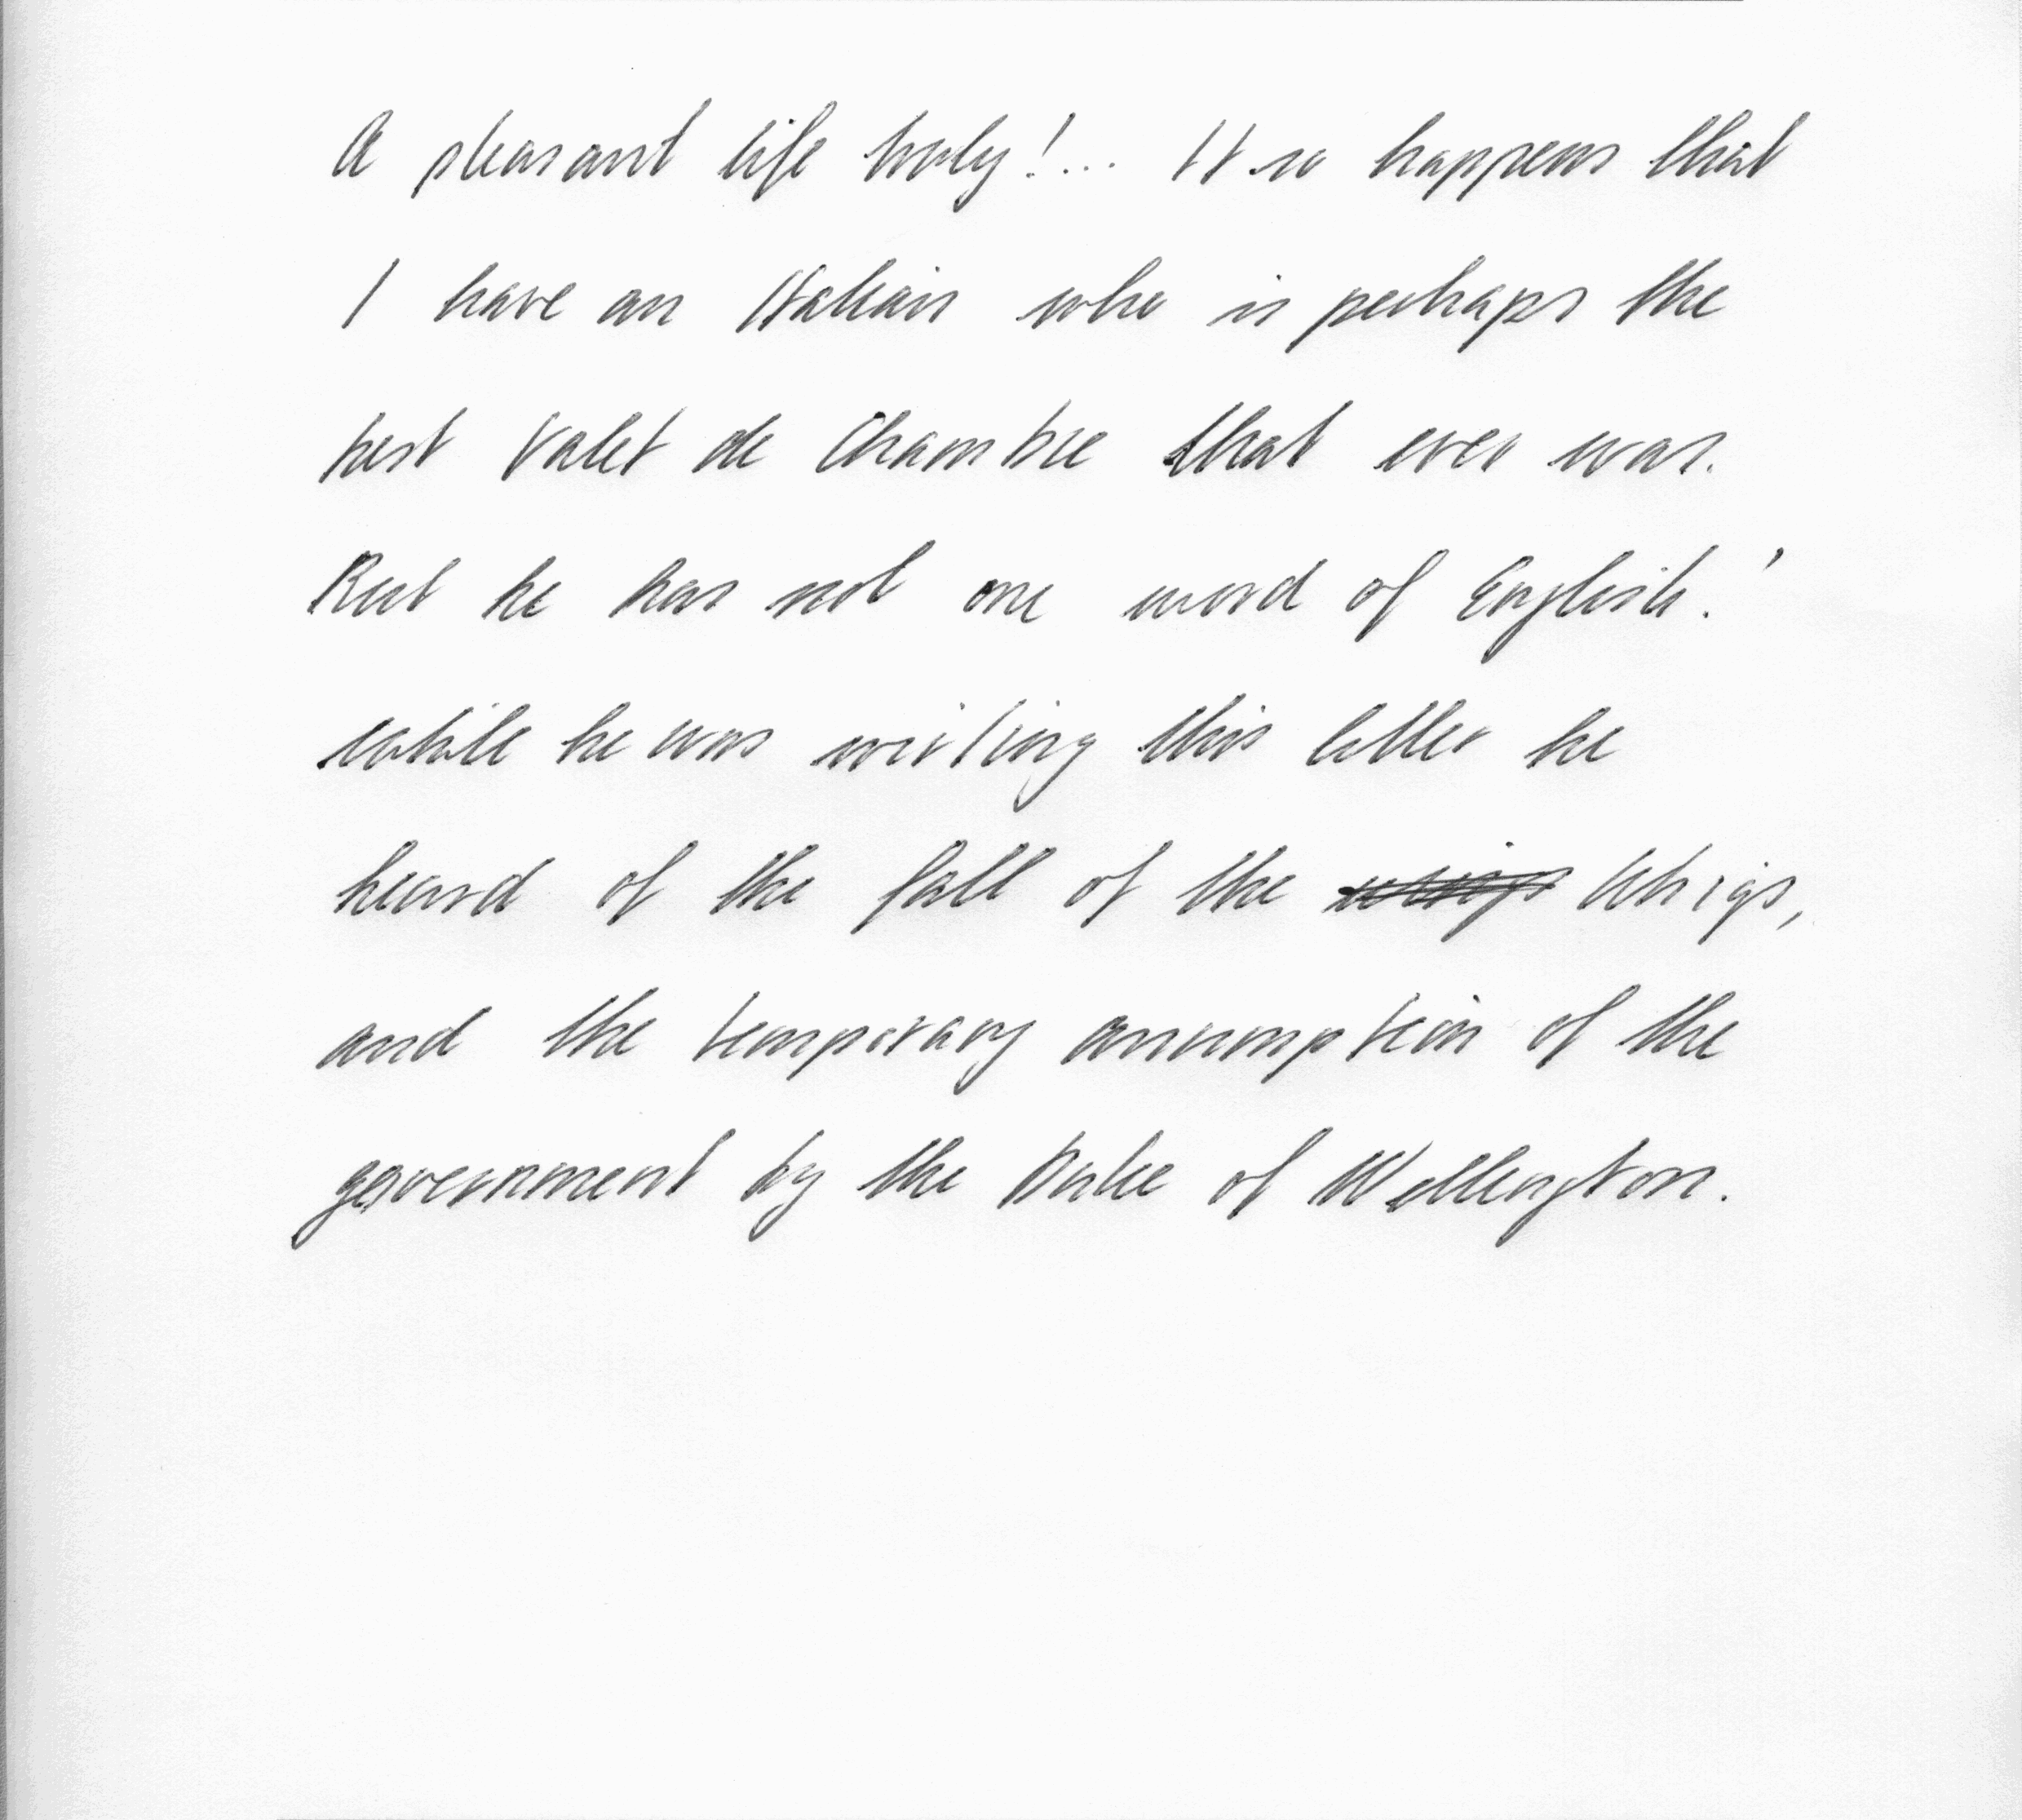 A pleasant life truly!... It so happens that
I have an Italian who is perhaps the
best Valet de Chambre that ever was.
But he has not one word of English.'
while he was writing this letter he
heard of the fall of the Whigs,
and the temporary assumption of the
government by the Duke of Wellington.